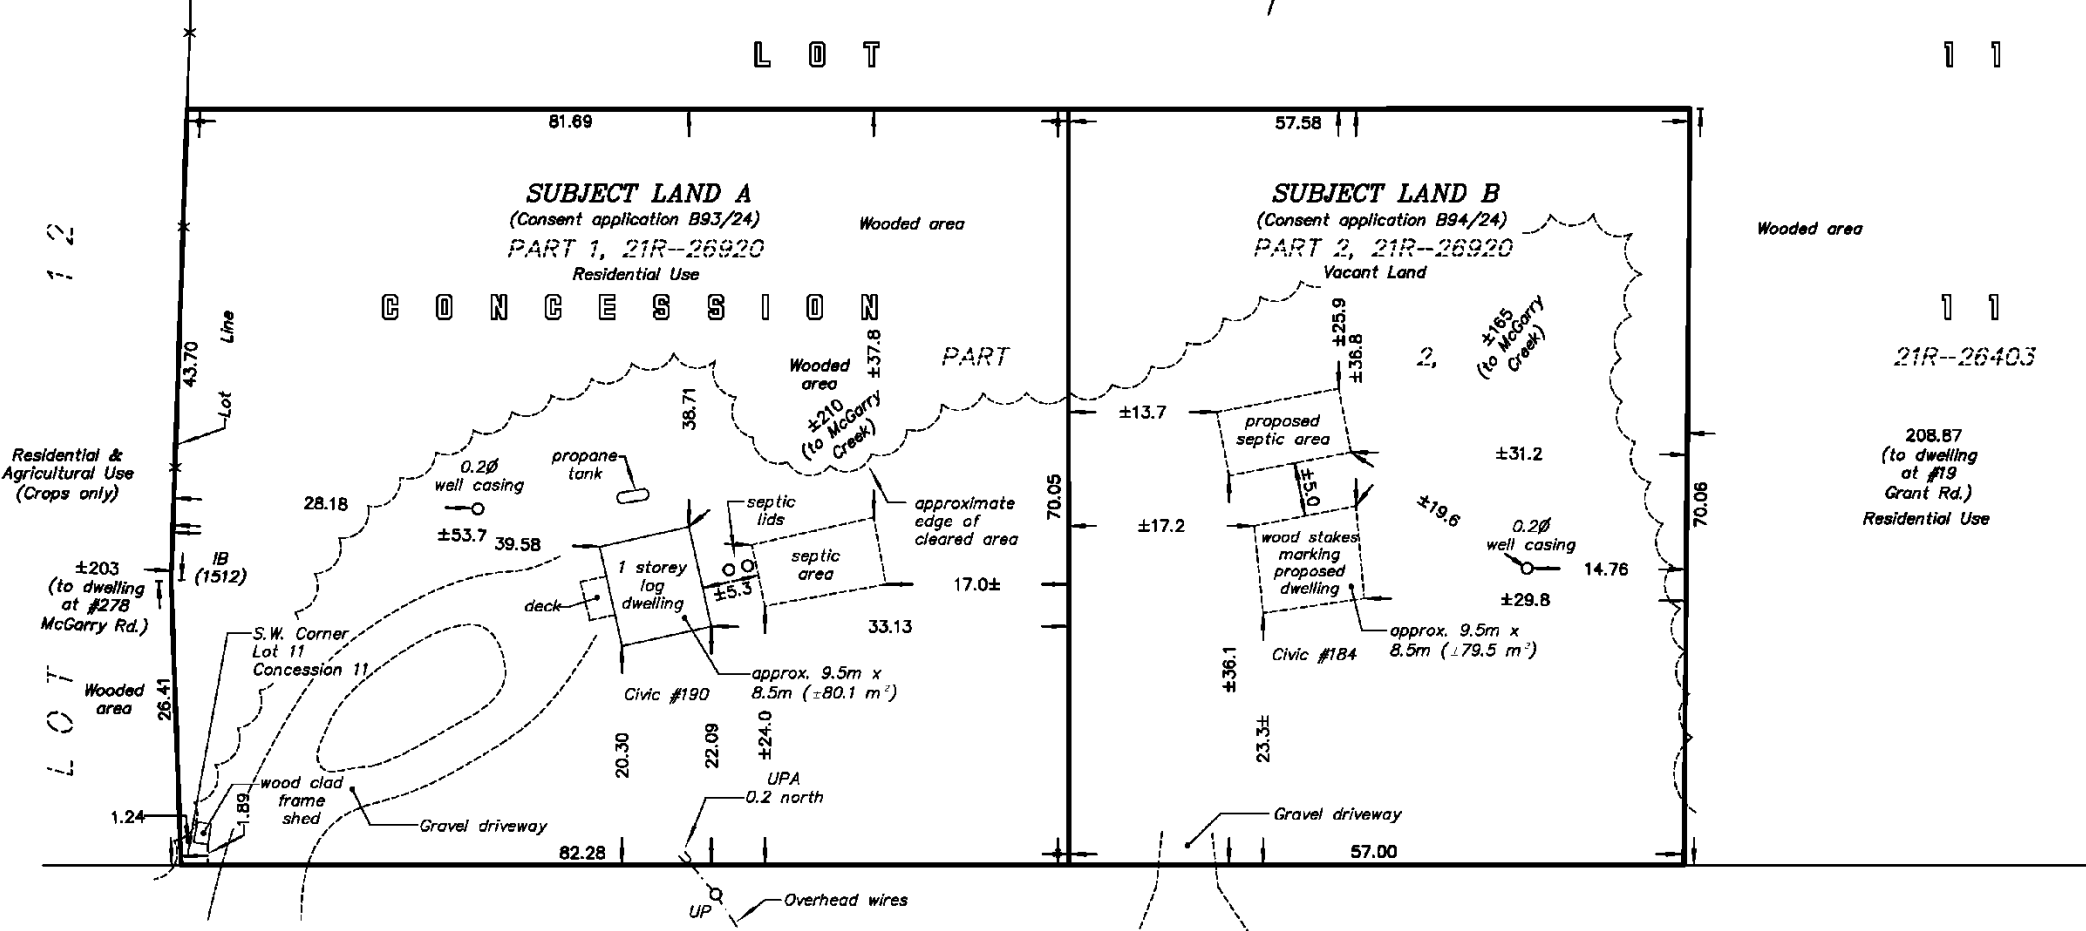 LOT 11
81.69
57.58
SUBJECT LAND A
(Consent application B93/24)
PART 1, 21R--26920
Residential Use
Wooded area
SUBJECT LAND B
(Consent application B94/24)
PART 2, 21R--26920
Vacant Land
Wooded area
LOT 12
CONCESSION 11
PART 2, 21R--26403
43.70
Lot Line
38.71
Wooded
area
±37.8
±210
(to McGarry
Creek)
±25.9
±36.8
±165
(to McGarry
Creek)
±13.7
proposed
septic area
±31.2
208.87
(to dwelling
at #19
Grant Rd.)
Residential Use
Residential &
Agricultural Use
(Crops only)
28.18
0.2Ø
well casing
±53.7
39.58
propane
tank
septic
lids
septic
area
approximate
edge of
cleared area
70.05
±17.2
±5.0
±19.6
0.2Ø
well casing
14.76
±29.8
70.06
wood stakes
marking
proposed
dwelling
±203
(to dwelling
at #278
McGarry Rd.)
IB
(1512)
1 storey
log
dwelling
deck
±5.3
17.0±
33.13
S.W. Corner
Lot 11
Concession 11
Wooded
area
26.41
approx. 9.5m x
8.5m (±80.1 m²)
Civic #190
Civic #184
approx. 9.5m x
8.5m (±79.5 m²)
±36.1
23.3±
20.30
22.09
±24.0
UPA
0.2 north
wood clad
frame
shed
1.89
1.24
Gravel driveway
Gravel driveway
82.28
57.00
UP
Overhead wires